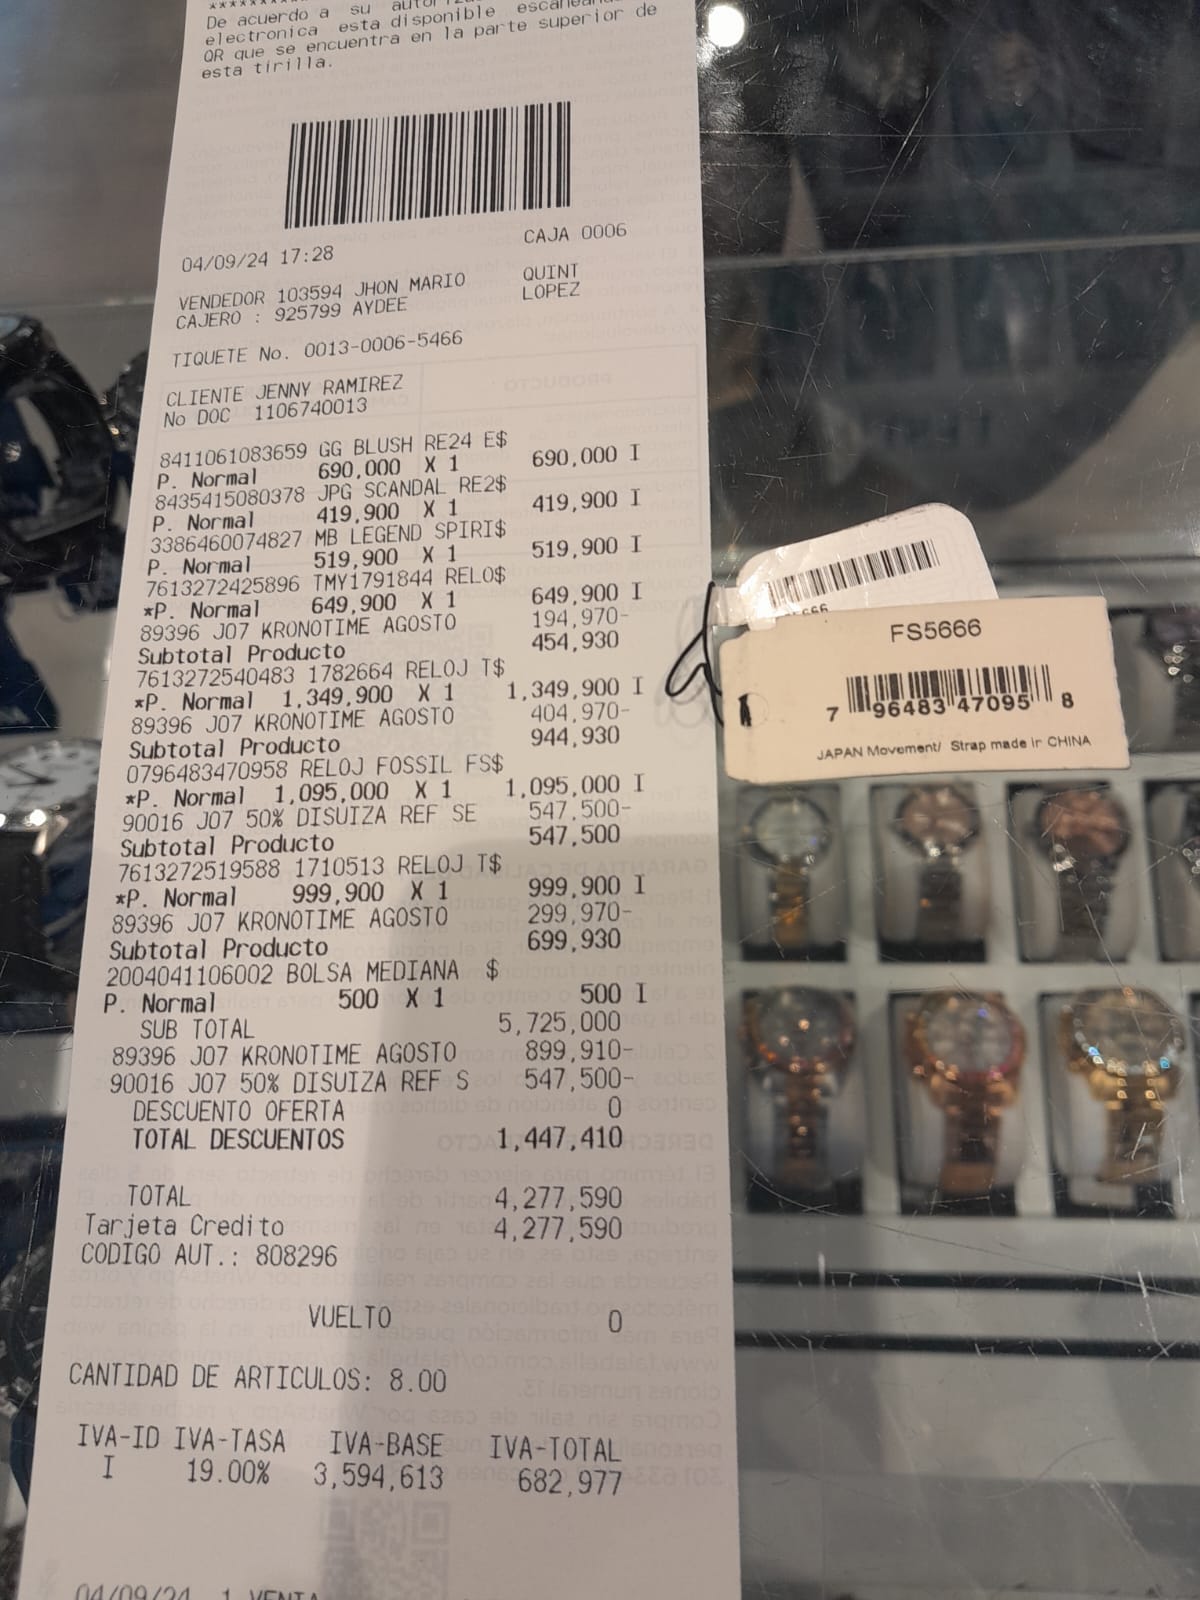 De acuerdo a su
electronica esta disponible
QR que se encuentra en la parte superior de
esta tirilla.
04/09/24 17:28 CAJA 0006
VENDEDOR 103594 JHON MARIO QUINT
CAJERO : 925799 AYDEE LOPEZ
TIQUETE No. 0013-0006-5466
CLIENTE JENNY RAMIREZ
No DOC 1106740013
8411061083659 GG BLUSH RE24 E$
P. Normal 690,000 X 1 690,000 I
8435415080378 JPG SCANDAL RE2$
P. Normal 419,900 X 1 419,900 I
3386460074827 MB LEGEND SPIRI$
P. Normal 519,900 X 1 519,900 I
7613272425896 TMY1791844 RELO$
*P. Normal 649,900 X 1 649,900 I
89396 J07 KRONOTIME AGOSTO 194,970-
Subtotal Producto 454,930
7613272540483 1782664 RELOJ T$
*P. Normal 1,349,900 X 1 1,349,900 I
89396 J07 KRONOTIME AGOSTO 404,970-
Subtotal Producto 944,930
0796483470958 RELOJ FOSSIL FS$
*P. Normal 1,095,000 X 1 1,095,000 I
90016 J07 50% DISUIZA REF SE 547,500-
Subtotal Producto 547,500
7613272519588 1710513 RELOJ T$
*P. Normal 999,900 X 1 999,900 I
89396 J07 KRONOTIME AGOSTO 299,970-
Subtotal Producto 699,930
2004041106002 BOLSA MEDIANA $
P. Normal 500 X 1 500 I
SUB TOTAL 5,725,000
89396 J07 KRONOTIME AGOSTO 899,910-
90016 J07 50% DISUIZA REF S 547,500-
DESCUENTO OFERTA 0
TOTAL DESCUENTOS 1,447,410
TOTAL 4,277,590
Tarjeta Credito 4,277,590
CODIGO AUT.: 808296
VUELTO 0
CANTIDAD DE ARTICULOS: 8.00
IVA-ID IVA-TASA IVA-BASE IVA-TOTAL
I 19.00% 3,594,613 682,977
04/09/24 1 VENTA
FS5666
7 96483 47095 8
JAPAN Movement/ Strap made in CHINA